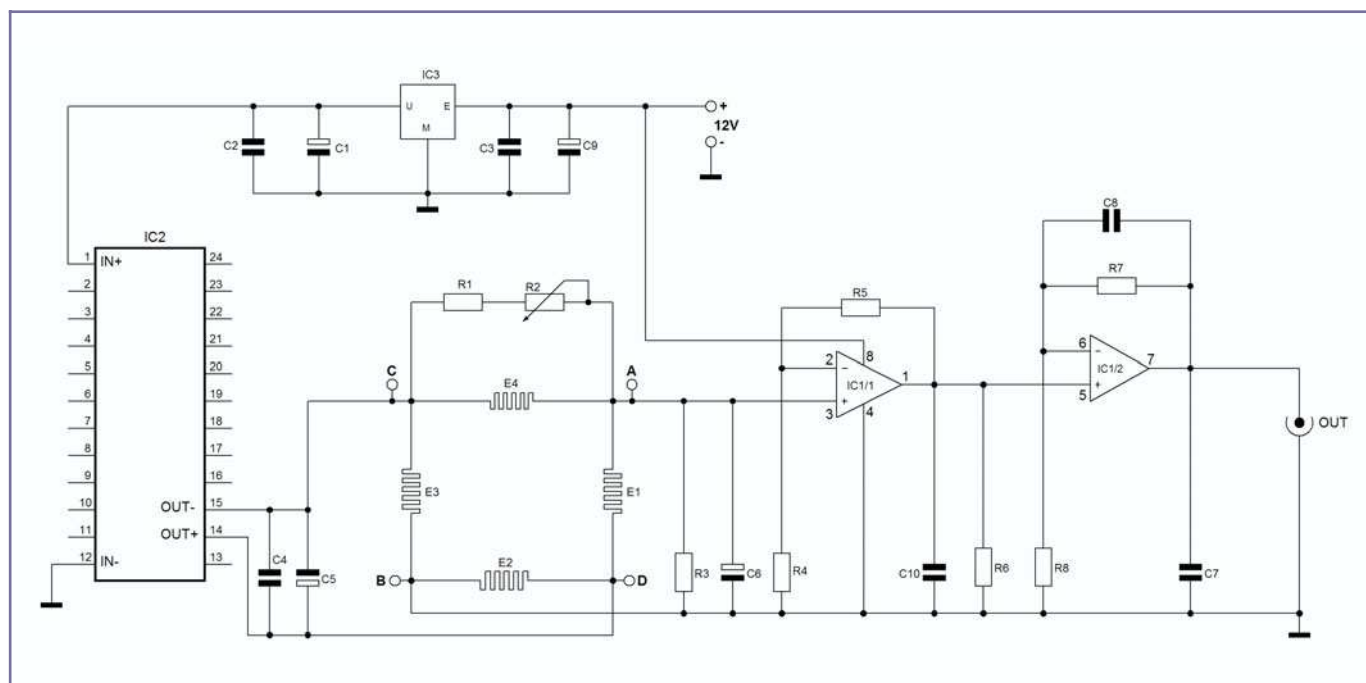 IC3
U E
M
+
12V
-
C2
C1
C3
C9
C8
IC2
1 IN+ 24
2 23
3 22
4 21
5 20
6 19
7 18
8 17
9 16
10 OUT- 15
11 OUT+ 14
12 IN- 13
R1
R2
R5
R7
C
E4
A
2 − 8
IC1/1 1
3 + 4
6 −
IC1/2 7
5 +
OUT
E3
E1
C4
C5
B
E2
D
R3
C6
R4
C10
R6
R8
C7